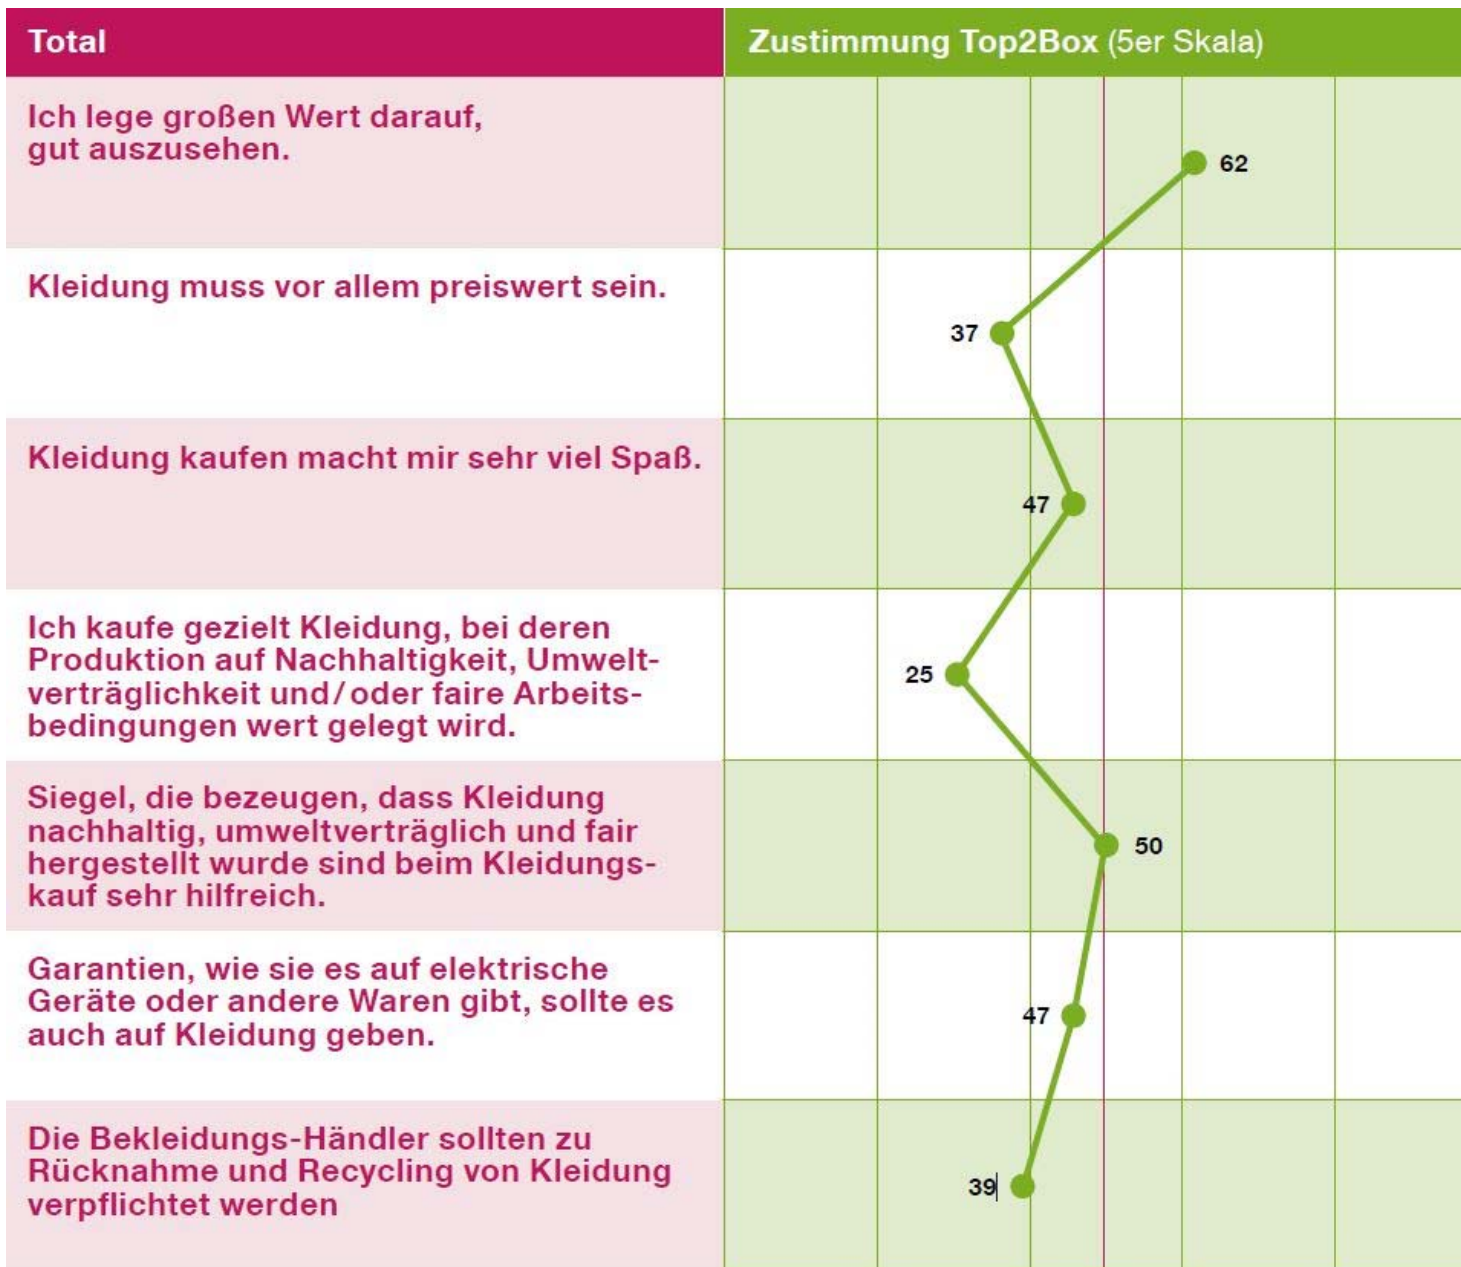 Total
Zustimmung Top2Box (5er Skala)
Ich lege großen Wert darauf,
gut auszusehen.
62
Kleidung muss vor allem preiswert sein.
37
Kleidung kaufen macht mir sehr viel Spaß.
47
Ich kaufe gezielt Kleidung, bei deren
Produktion auf Nachhaltigkeit, Umwelt-
verträglichkeit und/oder faire Arbeits-
bedingungen wert gelegt wird.
25
Siegel, die bezeugen, dass Kleidung
nachhaltig, umweltverträglich und fair
hergestellt wurde sind beim Kleidungs-
kauf sehr hilfreich.
50
Garantien, wie sie es auf elektrische
Geräte oder andere Waren gibt, sollte es
auch auf Kleidung geben.
47
Die Bekleidungs-Händler sollten zu
Rücknahme und Recycling von Kleidung
verpflichtet werden
39